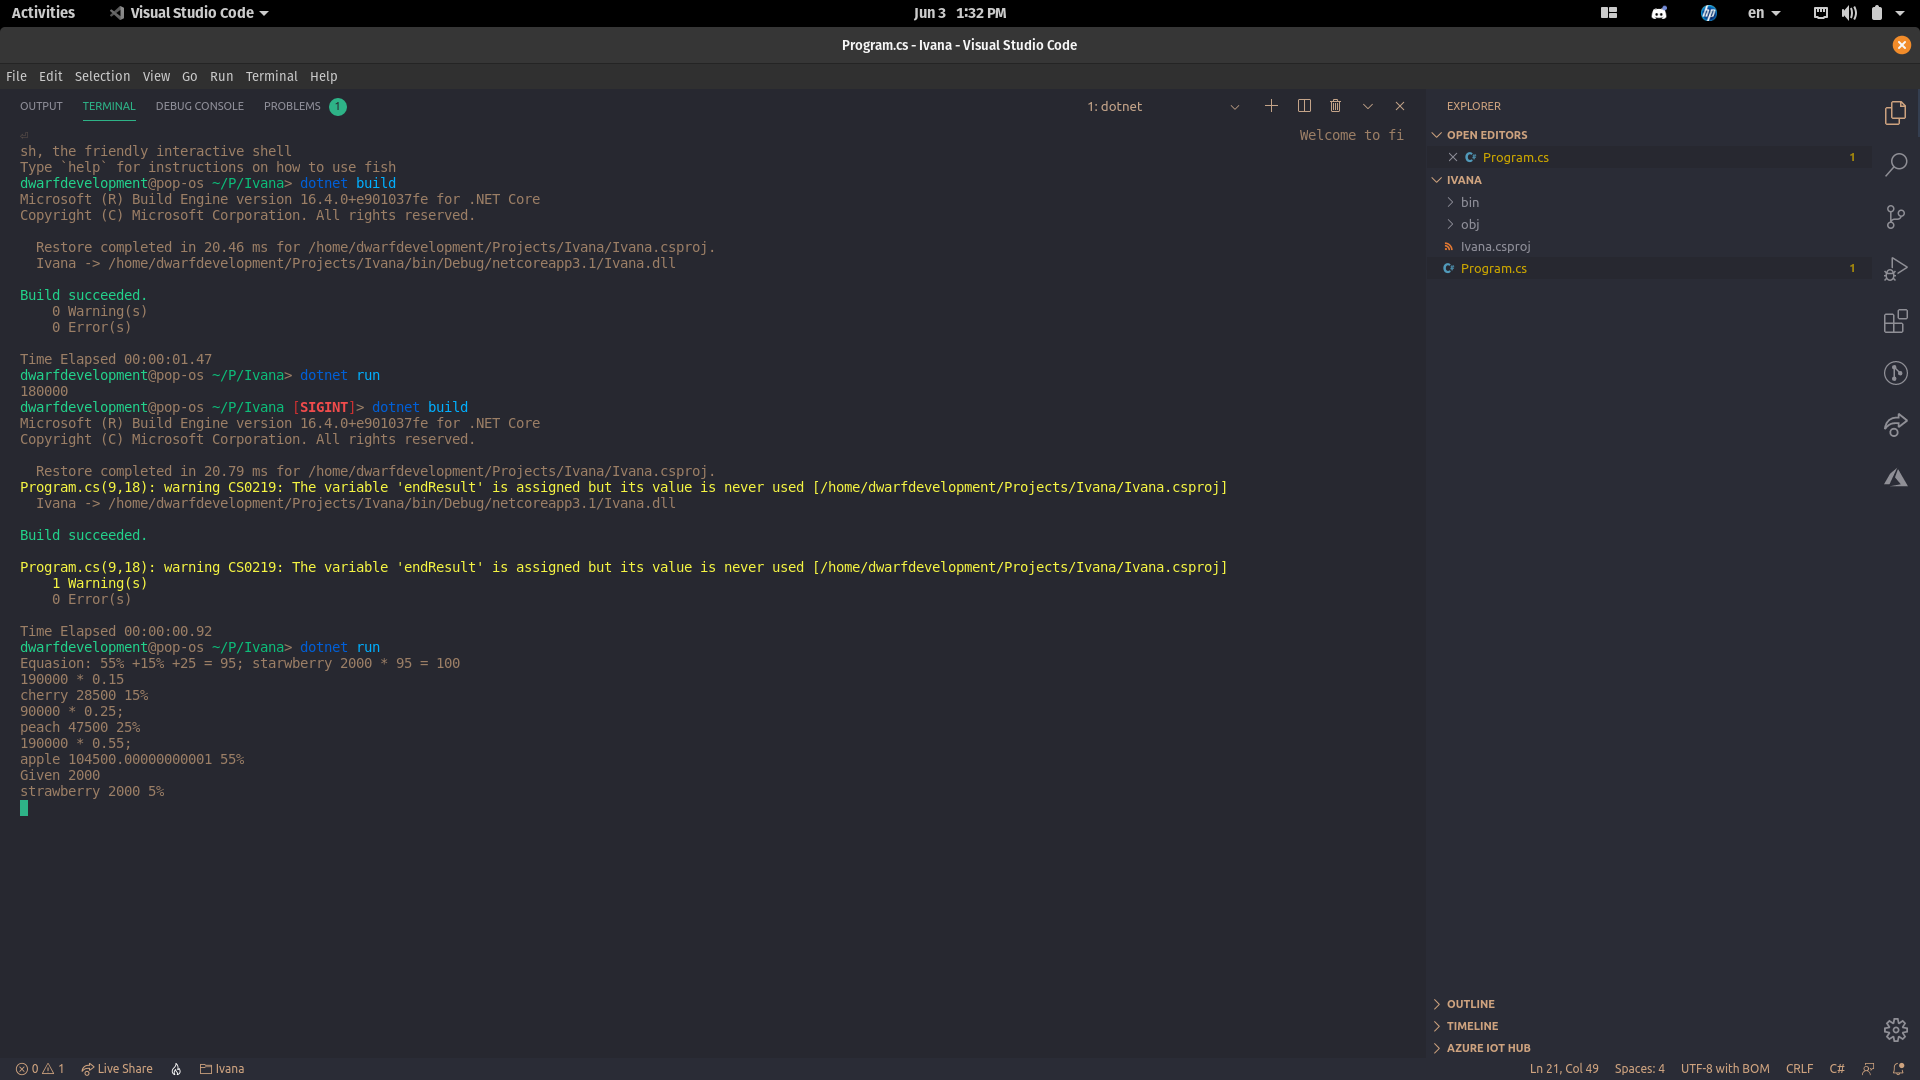 Activities
Visual Studio Code
Jun 3 1:32 PM
en
Program.cs - Ivana - Visual Studio Code
File Edit Selection View Go Run Terminal Help
OUTPUT TERMINAL DEBUG CONSOLE PROBLEMS 1
1: dotnet
Welcome to fi
sh, the friendly interactive shell
Type `help` for instructions on how to use fish
dwarfdevelopment@pop-os ~/P/Ivana> dotnet build
Microsoft (R) Build Engine version 16.4.0+e901037fe for .NET Core
Copyright (C) Microsoft Corporation. All rights reserved.
Restore completed in 20.46 ms for /home/dwarfdevelopment/Projects/Ivana/Ivana.csproj.
Ivana -> /home/dwarfdevelopment/Projects/Ivana/bin/Debug/netcoreapp3.1/Ivana.dll
Build succeeded.
0 Warning(s)
0 Error(s)
Time Elapsed 00:00:01.47
dwarfdevelopment@pop-os ~/P/Ivana> dotnet run
180000
dwarfdevelopment@pop-os ~/P/Ivana [SIGINT]> dotnet build
Microsoft (R) Build Engine version 16.4.0+e901037fe for .NET Core
Copyright (C) Microsoft Corporation. All rights reserved.
Restore completed in 20.79 ms for /home/dwarfdevelopment/Projects/Ivana/Ivana.csproj.
Program.cs(9,18): warning CS0219: The variable 'endResult' is assigned but its value is never used [/home/dwarfdevelopment/Projects/Ivana/Ivana.csproj]
Ivana -> /home/dwarfdevelopment/Projects/Ivana/bin/Debug/netcoreapp3.1/Ivana.dll
Build succeeded.
Program.cs(9,18): warning CS0219: The variable 'endResult' is assigned but its value is never used [/home/dwarfdevelopment/Projects/Ivana/Ivana.csproj]
1 Warning(s)
0 Error(s)
Time Elapsed 00:00:00.92
dwarfdevelopment@pop-os ~/P/Ivana> dotnet run
Equasion: 55% +15% +25 = 95; starwberry 2000 * 95 = 100
190000 * 0.15
cherry 28500 15%
90000 * 0.25;
peach 47500 25%
190000 * 0.55;
apple 104500.00000000001 55%
Given 2000
strawberry 2000 5%
EXPLORER
OPEN EDITORS
C# Program.cs 1
IVANA
bin
obj
Ivana.csproj
C# Program.cs 1
OUTLINE
TIMELINE
AZURE IOT HUB
0 1 Live Share Ivana
Ln 21, Col 49 Spaces: 4 UTF-8 with BOM CRLF C#
hp